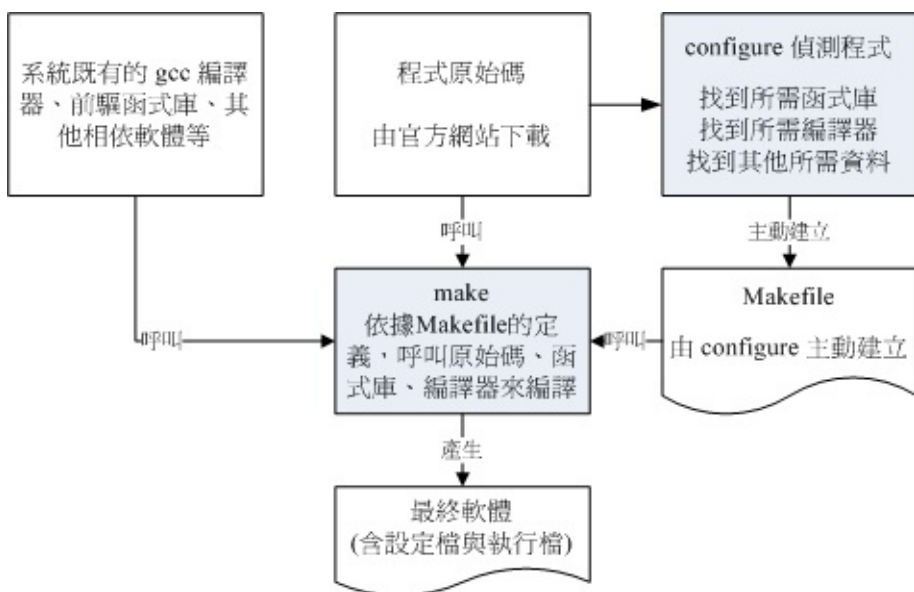 系統既有的 gcc 編譯
器、前驅函式庫、其
他相依軟體等
程式原始碼
由官方網站下載
configure 偵測程式
找到所需函式庫
找到所需編譯器
找到其他所需資料
呼叫
主動建立
make
依據Makefile的定
義，呼叫原始碼、函
式庫、編譯器來編譯
Makefile
由 configure 主動建立
呼叫
呼叫
產生
最終軟體
(含設定檔與執行檔)